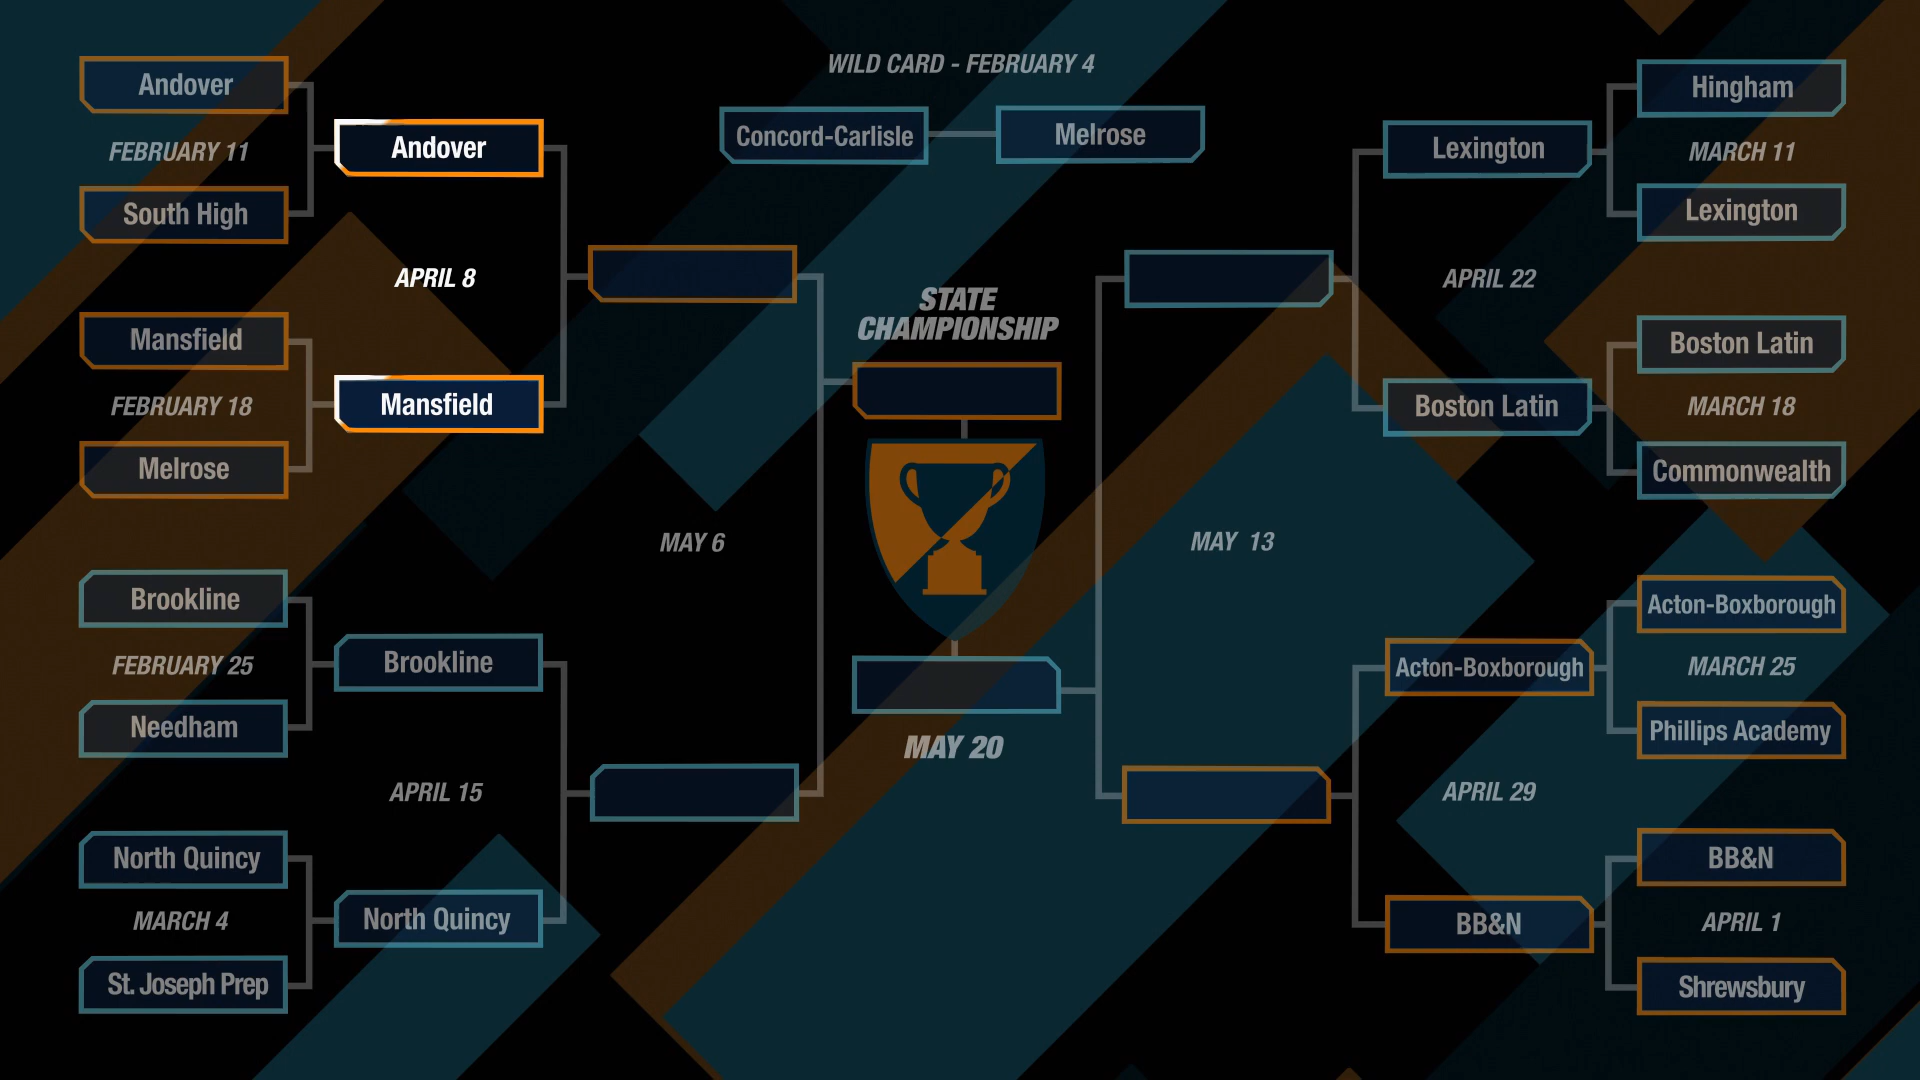 WILD CARD - FEBRUARY 4
Concord-Carlisle
Melrose
Andover
FEBRUARY 11
South High
Andover
APRIL 8
Mansfield
FEBRUARY 18
Melrose
Mansfield
Brookline
FEBRUARY 25
Needham
Brookline
APRIL 15
North Quincy
MARCH 4
St. Joseph Prep
North Quincy
MAY 6
STATE
CHAMPIONSHIP
MAY 20
MAY 13
Lexington
APRIL 22
Boston Latin
Hingham
MARCH 11
Lexington
Boston Latin
MARCH 18
Commonwealth
Acton-Boxborough
APRIL 29
BB&N
Acton-Boxborough
MARCH 25
Phillips Academy
BB&N
APRIL 1
Shrewsbury